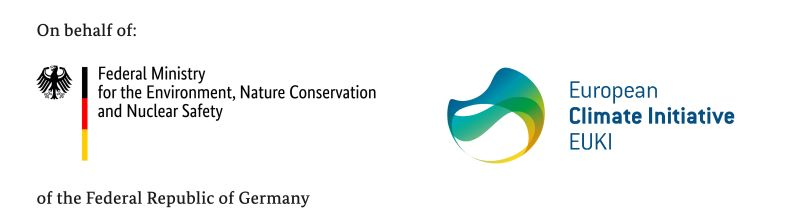 On behalf of:
Federal Ministry
for the Environment, Nature Conservation
and Nuclear Safety
of the Federal Republic of Germany
European
Climate Initiative
EUKI